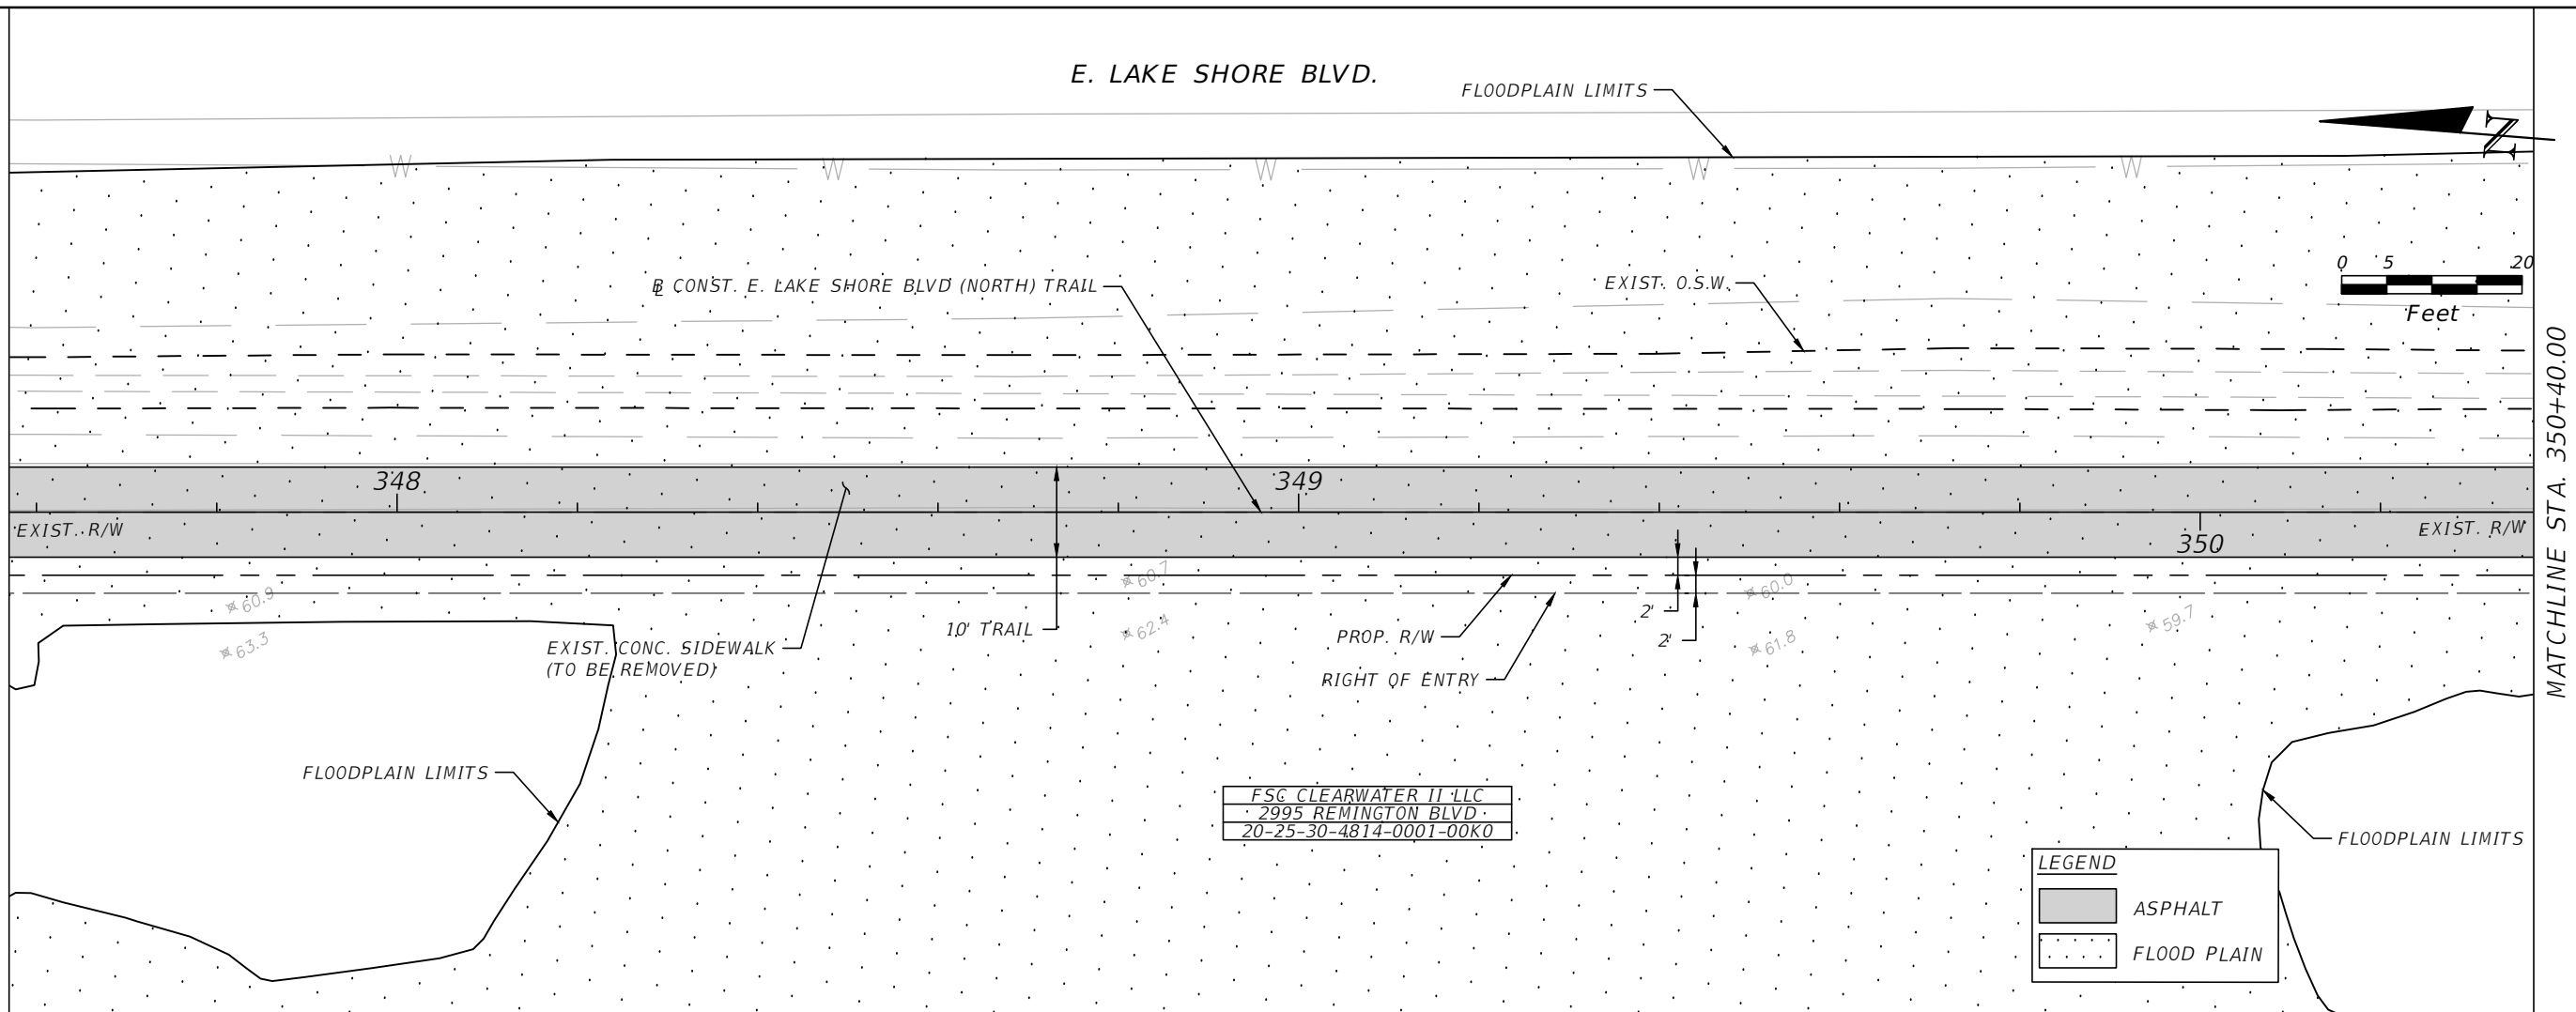 E. LAKE SHORE BLVD.
FLOODPLAIN LIMITS
N
W W W W W
0 5 20
Feet
℄ CONST. E. LAKE SHORE BLVD (NORTH) TRAIL
EXIST. O.S.W.
MATCHLINE STA. 350+40.00
348
349
350
EXIST. R/W
EXIST. R/W
60.9
63.3
60.7
62.4
60.0
61.8
59.7
EXIST. CONC. SIDEWALK
(TO BE REMOVED)
10' TRAIL
PROP. R/W
RIGHT OF ENTRY
2'
2'
FLOODPLAIN LIMITS
FSC CLEARWATER II LLC
2995 REMINGTON BLVD
20-25-30-4814-0001-00K0
FLOODPLAIN LIMITS
LEGEND
ASPHALT
FLOOD PLAIN